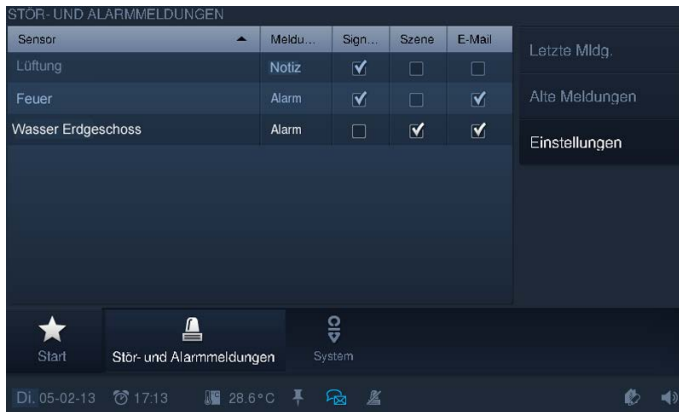 STÖR- UND ALARMMELDUNGEN
Sensor Meldu... Sign... Szene E-Mail
Lüftung Notiz
Feuer Alarm
Wasser Erdgeschoss Alarm
Letzte Mldg.
Alte Meldungen
Einstellungen
Start Stör- und Alarmmeldungen System
Di. 05-02-13 17:13 28.6°C